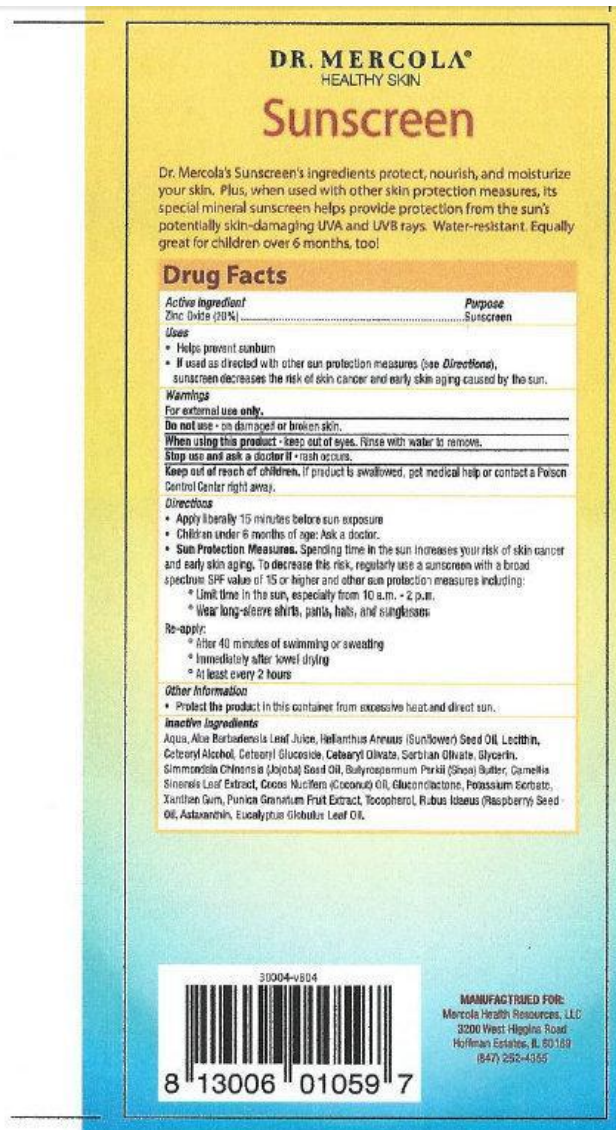 DR. MERCOLA®
HEALTHY SKIN
Sunscreen
Dr. Mercola's Sunscreen's ingredients protect, nourish, and moisturize
your skin. Plus, when used with other skin protection measures, its
special mineral sunscreen helps provide protection from the sun's
potentially skin-damaging UVA and UVB rays. Water-resistant. Equally
great for children over 6 months, too!
Drug Facts
Active Ingredient Purpose
Zinc Oxide (20%) ........ Sunscreen
Uses
• Helps prevent sunburn
• If used as directed with other sun protection measures (see Directions),
sunscreen decreases the risk of skin cancer and early skin aging caused by the sun.
Warnings
For external use only.
Do not use • on damaged or broken skin.
When using this product • keep out of eyes. Rinse with water to remove.
Stop use and ask a doctor if • rash occurs.
Keep out of reach of children. If product is swallowed, get medical help or contact a Poison
Control Center right away.
Directions
• Apply liberally 15 minutes before sun exposure
• Children under 6 months of age: Ask a doctor.
• Sun Protection Measures. Spending time in the sun increases your risk of skin cancer
and early skin aging. To decrease this risk, regularly use a sunscreen with a broad
spectrum SPF value of 15 or higher and other sun protection measures including:
° Limit time in the sun, especially from 10 a.m. - 2 p.m.
° Wear long-sleeve shirts, pants, hats, and sunglasses
Re-apply:
° After 40 minutes of swimming or sweating
° Immediately after towel drying
° At least every 2 hours
Other Information
• Protect the product in this container from excessive heat and direct sun.
Inactive Ingredients
Aqua, Aloe Barbadensis Leaf Juice, Helianthus Annuus (Sunflower) Seed Oil, Lecithin,
Cetearyl Alcohol, Cetearyl Glucoside, Cetearyl Olivate, Sorbitan Olivate, Glycerin,
Simmondsia Chinensis (Jojoba) Seed Oil, Butyrospermum Parkii (Shea) Butter, Camellia
Sinensis Leaf Extract, Cocos Nucifera (Coconut) Oil, Gluconolactone, Potassium Sorbate,
Xanthan Gum, Punica Granatum Fruit Extract, Tocopherol, Rubus Idaeus (Raspberry) Seed
Oil, Astaxanthin, Eucalyptus Globulus Leaf Oil.
30004-v804
8 13006 01059 7
MANUFACTRUED FOR:
Mercola Health Resources, LLC
3200 West Higgins Road
Hoffman Estates, IL 60169
(847) 252-4355